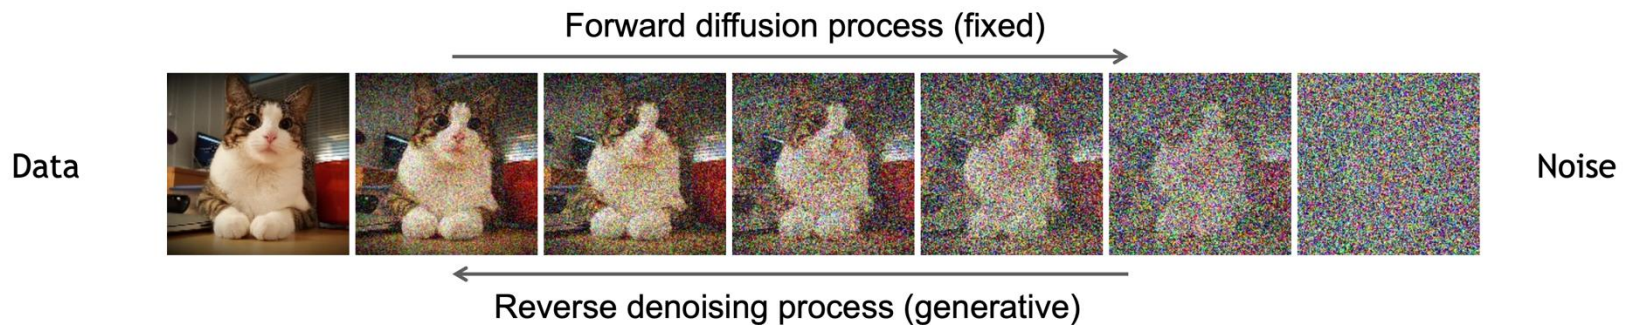 Forward diffusion process (fixed)
Data
Noise
Reverse denoising process (generative)